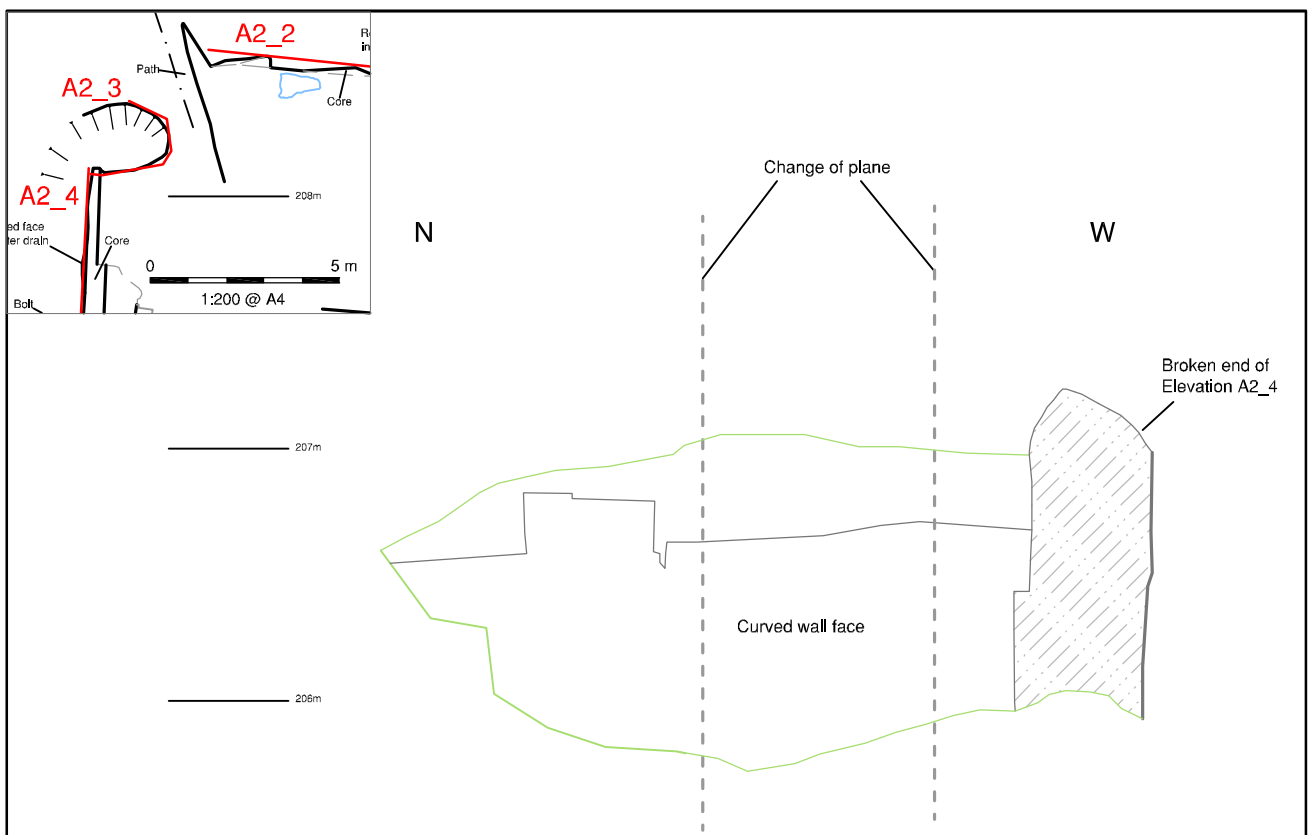 A2_2
Path
Core
A2_3
A2_4
208m
ed face
ter drain
Core
0 5 m
1:200 @ A4
Bolt
Change of plane
N
W
Broken end of
Elevation A2_4
207m
Curved wall face
206m